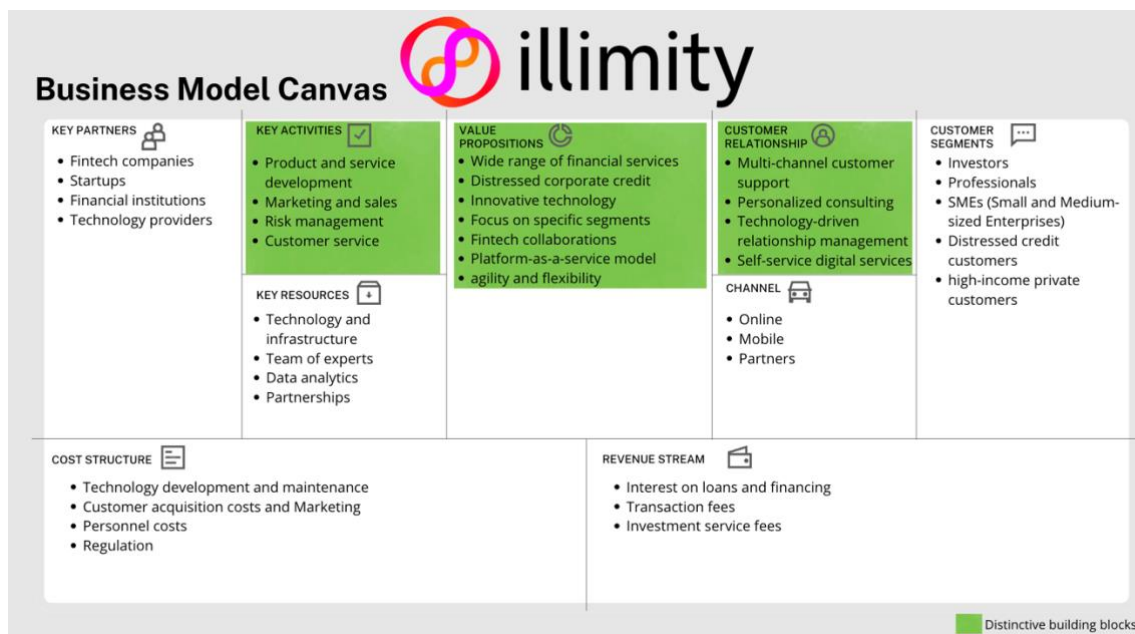 illimity
Business Model Canvas
KEY PARTNERS
• Fintech companies
• Startups
• Financial institutions
• Technology providers
KEY ACTIVITIES
• Product and service
development
• Marketing and sales
• Risk management
• Customer service
KEY RESOURCES
• Technology and
infrastructure
• Team of experts
• Data analytics
• Partnerships
VALUE
PROPOSITIONS
• Wide range of financial services
• Distressed corporate credit
• Innovative technology
• Focus on specific segments
• Fintech collaborations
• Platform-as-a-service model
• agility and flexibility
CUSTOMER
RELATIONSHIP
• Multi-channel customer
support
• Personalized consulting
• Technology-driven
relationship management
• Self-service digital services
CHANNEL
• Online
• Mobile
• Partners
CUSTOMER
SEGMENTS
• Investors
• Professionals
• SMEs (Small and Medium-
sized Enterprises)
• Distressed credit
customers
• high-income private
customers
COST STRUCTURE
• Technology development and maintenance
• Customer acquisition costs and Marketing
• Personnel costs
• Regulation
REVENUE STREAM
• Interest on loans and financing
• Transaction fees
• Investment service fees
Distinctive building blocks